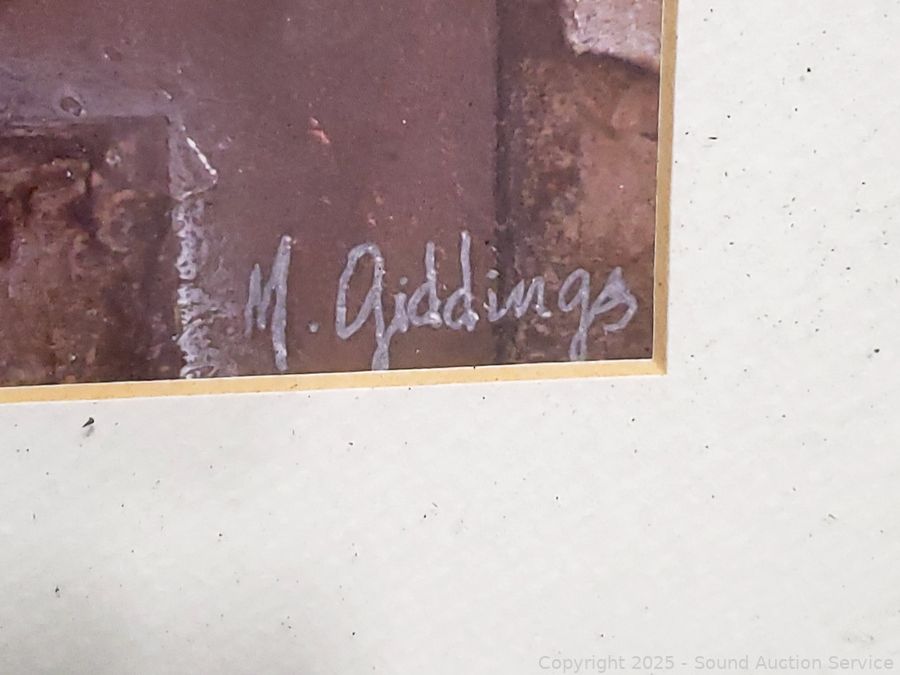 M. Giddings
Copyright 2025 - Sound Auction Service